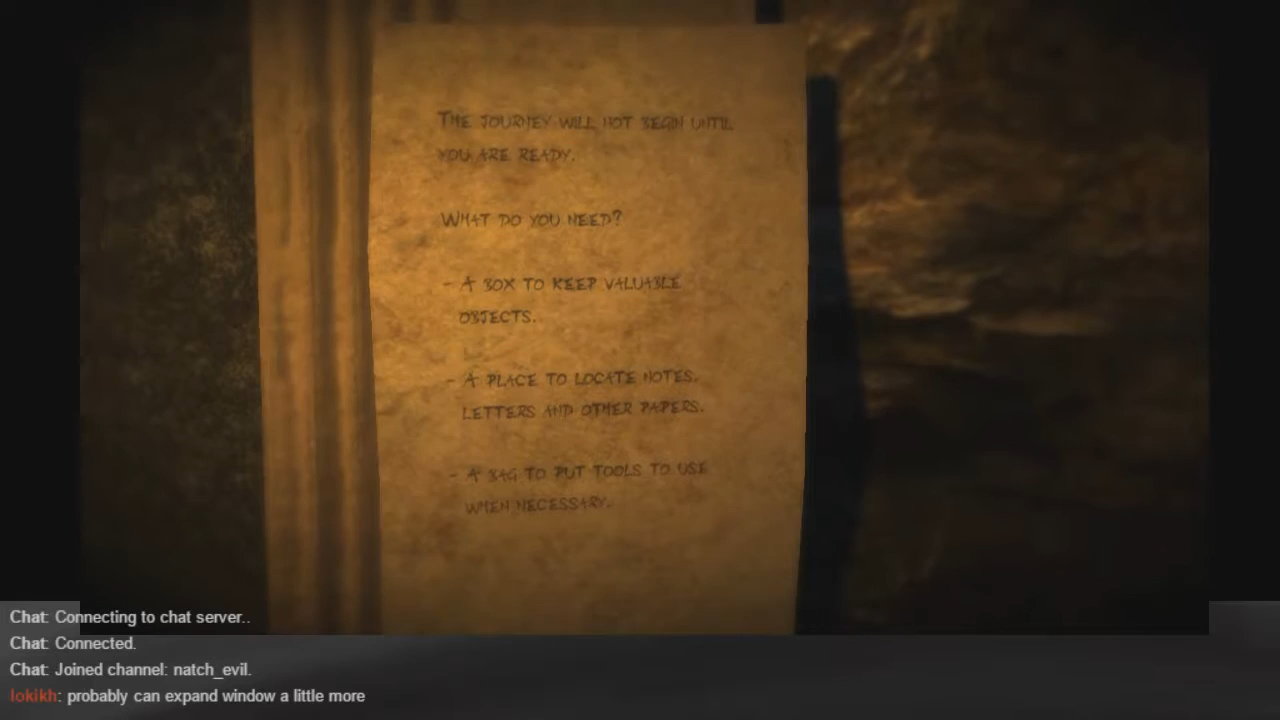 THE JOURNEY WILL NOT BEGIN UNTIL
YOU ARE READY.
WHAT DO YOU NEED?
- A BOX TO KEEP VALUABLE
OBJECTS.
- A PLACE TO LOCATE NOTES,
LETTERS AND OTHER PAPERS.
- A BAG TO PUT TOOLS TO USE
WHEN NECESSARY.
Chat: Connecting to chat server..
Chat: Connected.
Chat: Joined channel: natch_evil.
lokikh: probably can expand window a little more